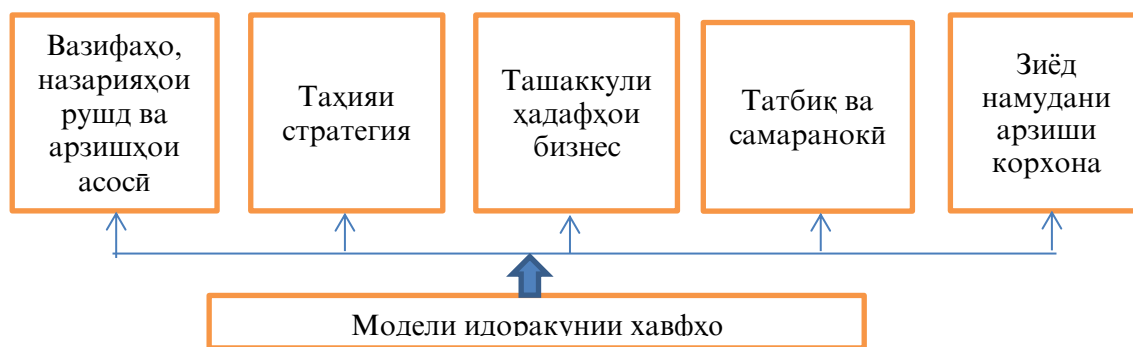 Вазифаҳо,
назарияҳои
рушд ва
арзишҳои
асосӣ
Таҳияи
стратегия
Ташаккули
ҳадафҳои
бизнес
Татбиқ ва
самаранокӣ
Зиёд
намудани
арзиши
корхона
Модели идоракунии хавфҳо